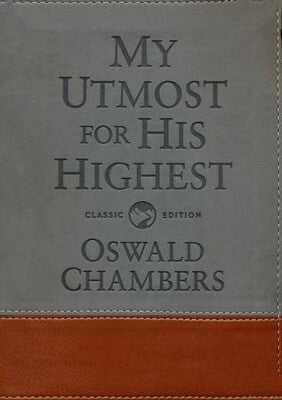 MY
UTMOST
FOR HIS
HIGHEST
CLASSIC EDITION
OSWALD
CHAMBERS